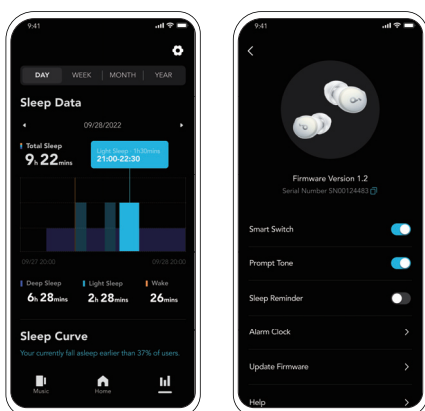 9:41
DAY WEEK MONTH YEAR
Sleep Data
09/28/2022
Total Sleep
9h 22mins
Light Sleep - 1h30mins
21:00-22:30
09/27 20:00 09/28 20:00
Deep Sleep Light Sleep Wake
6h 28mins 2h 28mins 26mins
Sleep Curve
Your currently fall asleep earlier than 37% of users.
Music Home
9:41
Firmware Version 1.2
Serial Number SN00124483
Smart Switch
Prompt Tone
Sleep Reminder
Alarm Clock
Update Firmware
Help